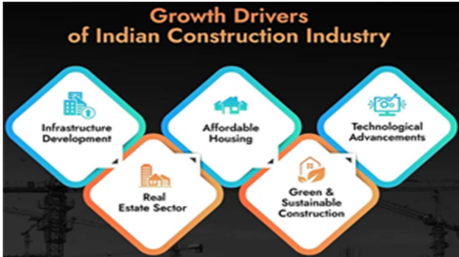 Growth Drivers
of Indian Construction Industry
Infrastructure
Development
Affordable
Housing
Technological
Advancements
Real
Estate Sector
Green &
Sustainable
Construction